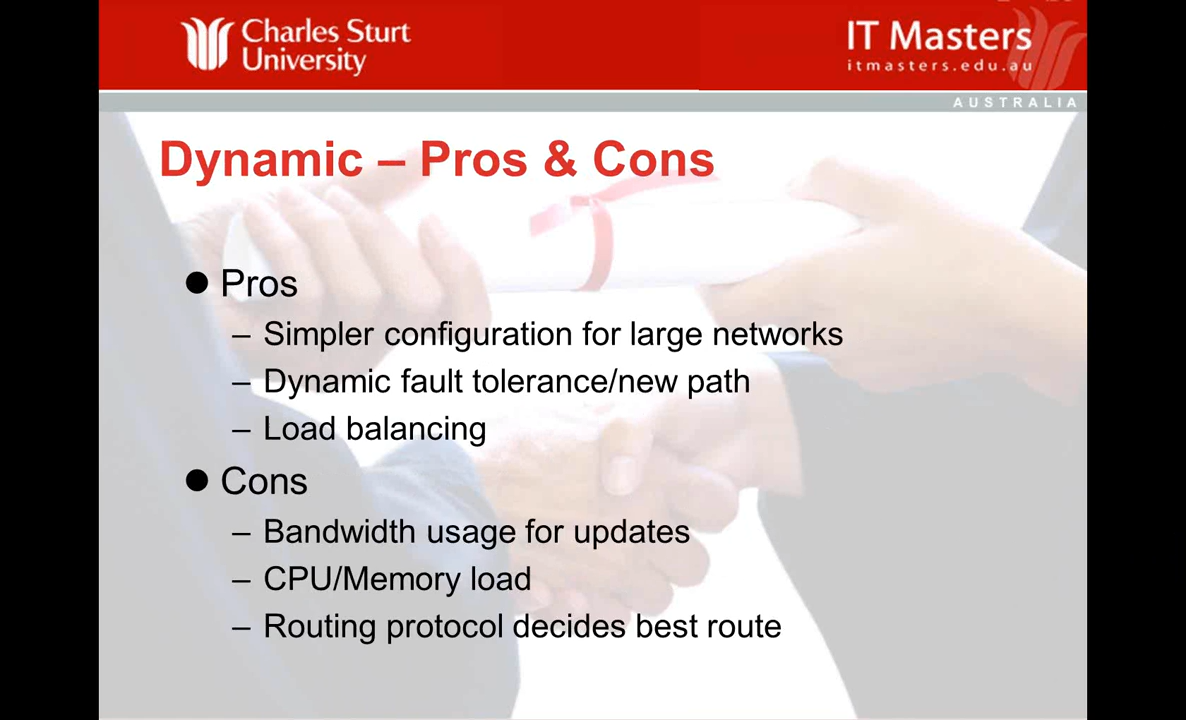 Charles Sturt
University
IT Masters
itmasters.edu.au
AUSTRALIA
Dynamic – Pros & Cons
● Pros
– Simpler configuration for large networks
– Dynamic fault tolerance/new path
– Load balancing
● Cons
– Bandwidth usage for updates
– CPU/Memory load
– Routing protocol decides best route